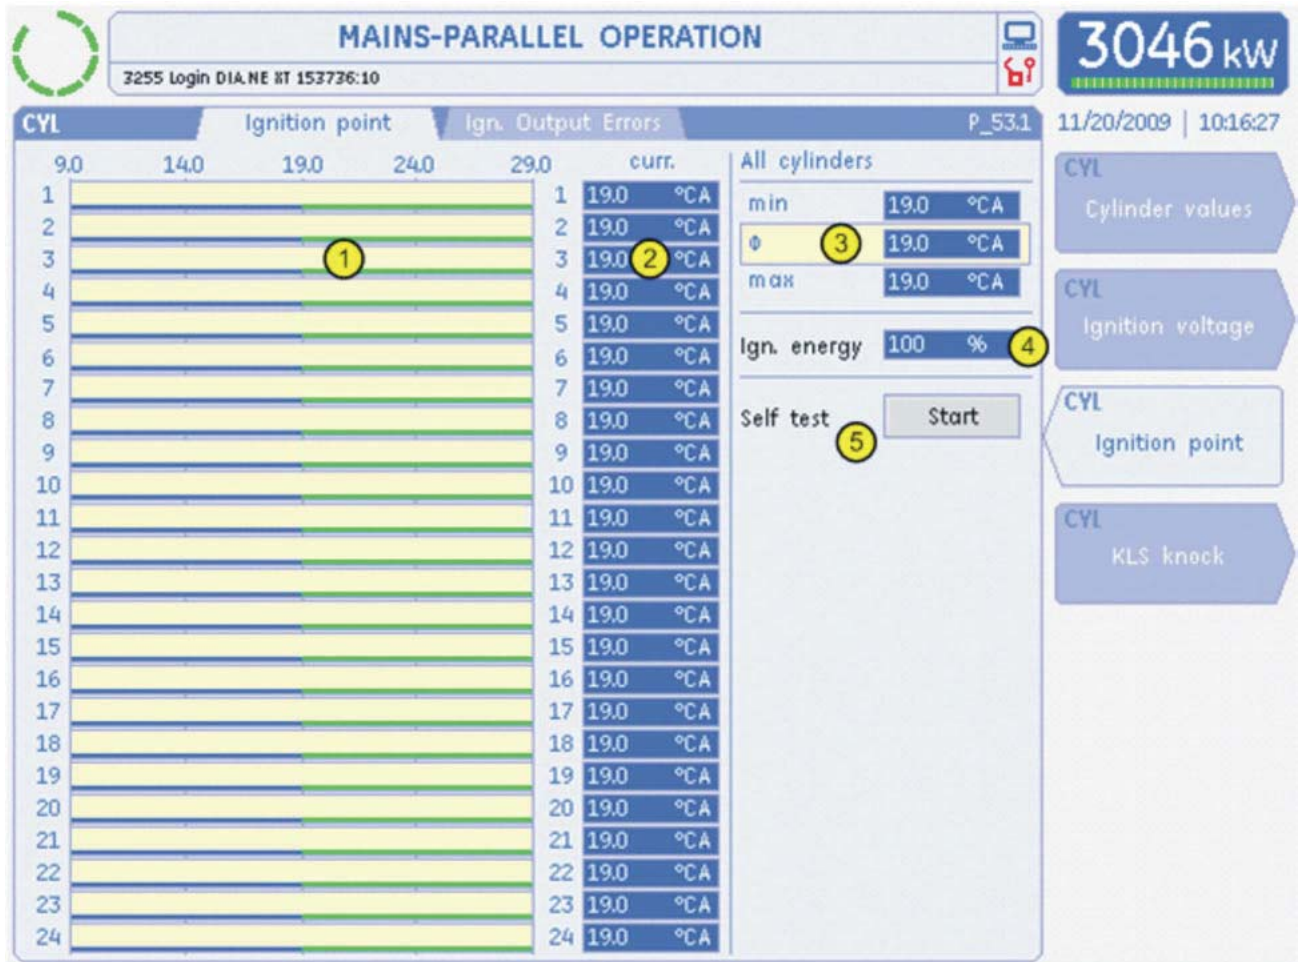 MAINS-PARALLEL OPERATION
3255 Login DIA.NE XT 153736:10
3046 kW
11/20/2009 | 10:16:27
CYL Ignition point Ign. Output Errors P_53.1
9.0 14.0 19.0 24.0 29.0 curr.
1 1 19.0 °CA
2 2 19.0 °CA
3 1 3 19.0 2 °CA
4 4 19.0 °CA
5 5 19.0 °CA
6 6 19.0 °CA
7 7 19.0 °CA
8 8 19.0 °CA
9 9 19.0 °CA
10 10 19.0 °CA
11 11 19.0 °CA
12 12 19.0 °CA
13 13 19.0 °CA
14 14 19.0 °CA
15 15 19.0 °CA
16 16 19.0 °CA
17 17 19.0 °CA
18 18 19.0 °CA
19 19 19.0 °CA
20 20 19.0 °CA
21 21 19.0 °CA
22 22 19.0 °CA
23 23 19.0 °CA
24 24 19.0 °CA
All cylinders
min 19.0 °CA
Φ 3 19.0 °CA
max 19.0 °CA
Ign. energy 100 % 4
Self test 5 Start
CYL
Cylinder values
CYL
Ignition voltage
CYL
Ignition point
CYL
KLS knock